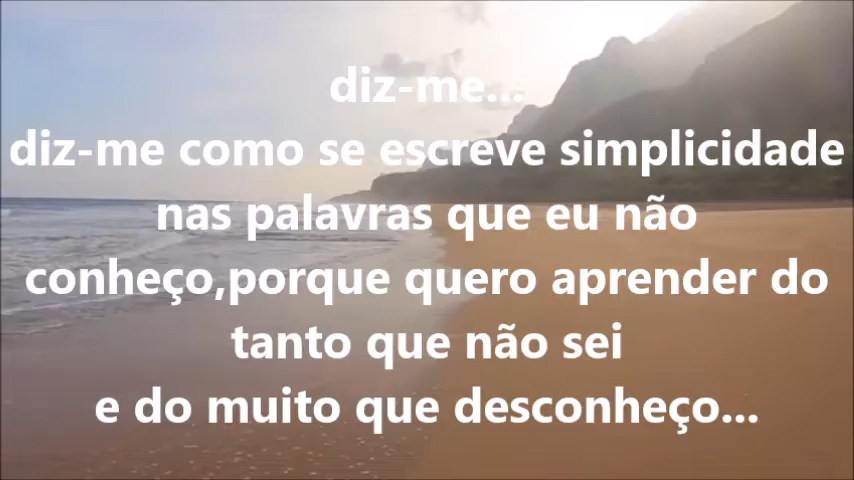 diz-me...
diz-me como se escreve simplicidade
nas palavras que eu não
conheço,porque quero aprender do
tanto que não sei
e do muito que desconheço...